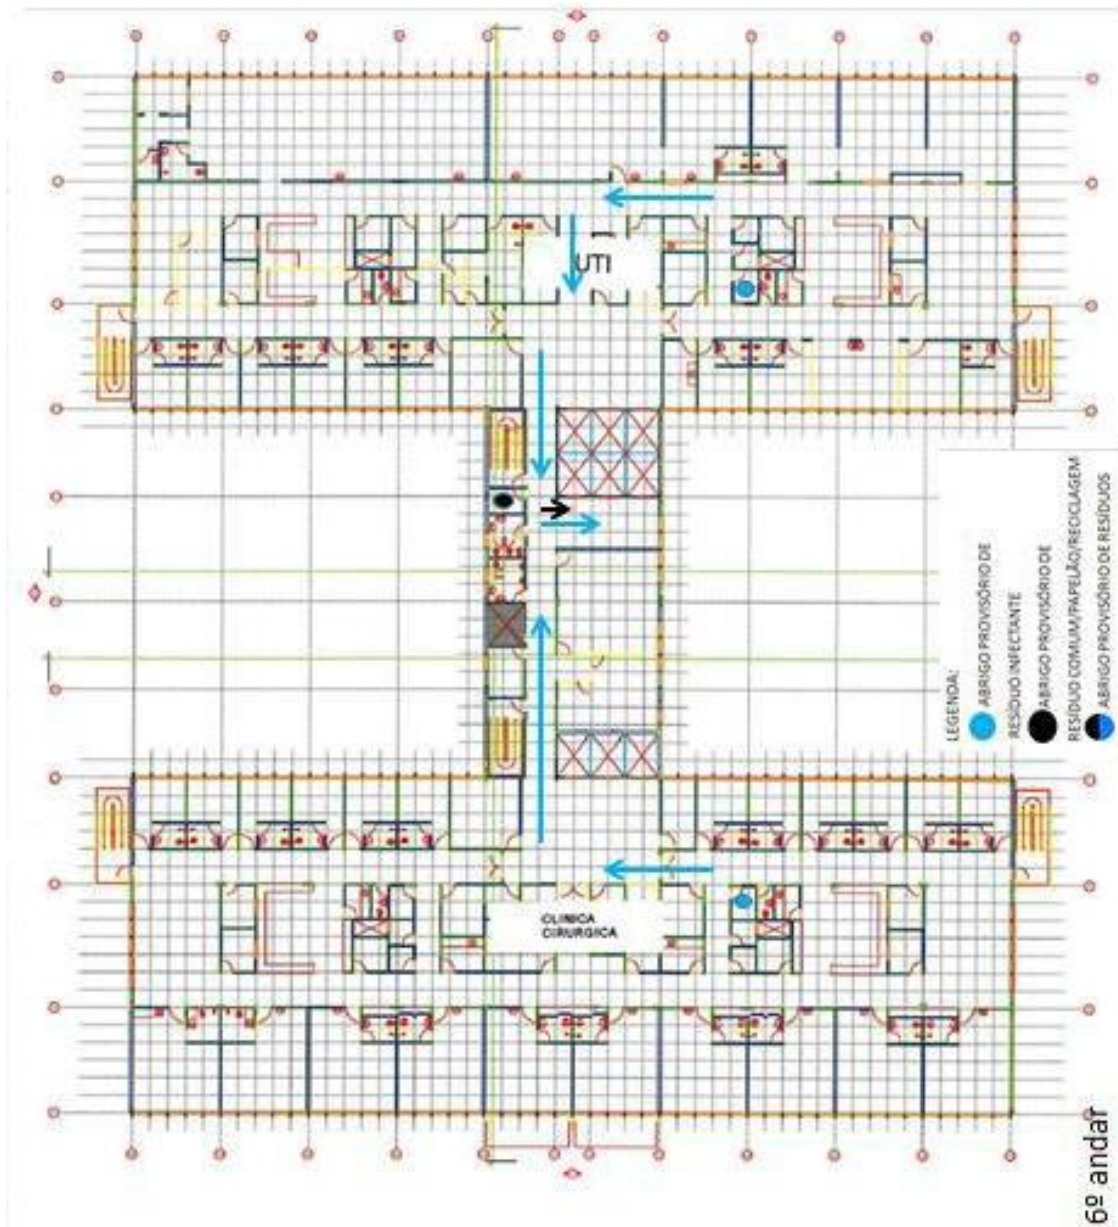 UTI
CLINICA
CIRURGICA
LEGENDA:
ABRIGO PROVISÓRIO DE
RESÍDUO INFECTANTE
ABRIGO PROVISÓRIO DE
RESÍDUO COMUM/PAPELÃO/RECICLAGEM
ABRIGO PROVISÓRIO DE RESÍDUOS
6º andar